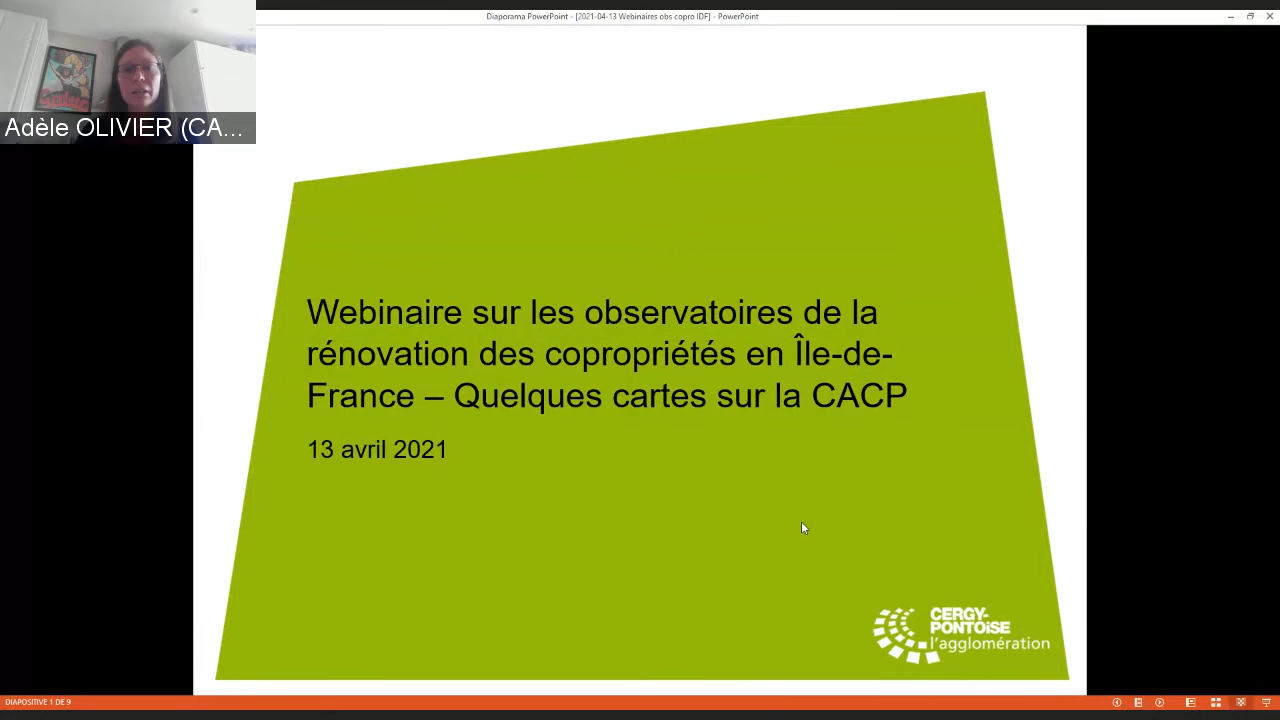 Diaporama PowerPoint - [2021-04-13 Webinaires obs copro IDF] - PowerPoint
Adèle OLIVIER (CA...
Webinaire sur les observatoires de la
rénovation des copropriétés en Île-de-
France – Quelques cartes sur la CACP
13 avril 2021
CERGY-
PONTOISE
l'agglomération
DIAPOSITIVE 1 DE 9